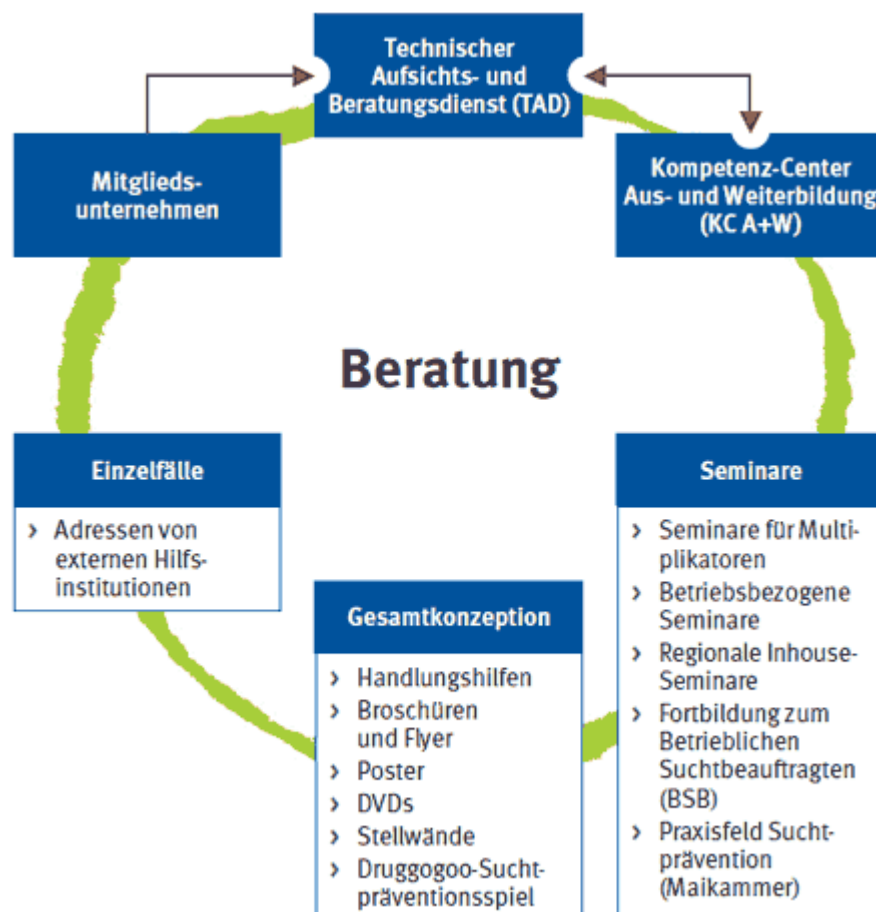 Technischer
Aufsichts- und
Beratungsdienst (TAD)
Mitglieds-
unternehmen
Kompetenz-Center
Aus- und Weiterbildung
(KC A+W)
Beratung
Einzelfälle
› Adressen von
externen Hilfs-
institutionen
Gesamtkonzeption
› Handlungshilfen
› Broschüren
und Flyer
› Poster
› DVDs
› Stellwände
› Druggogoo-Sucht-
präventionsspiel
Seminare
› Seminare für Multi-
plikatoren
› Betriebsbezogene
Seminare
› Regionale Inhouse-
Seminare
› Fortbildung zum
Betrieblichen
Suchtbeauftragten
(BSB)
› Praxisfeld Sucht-
prävention
(Maikammer)